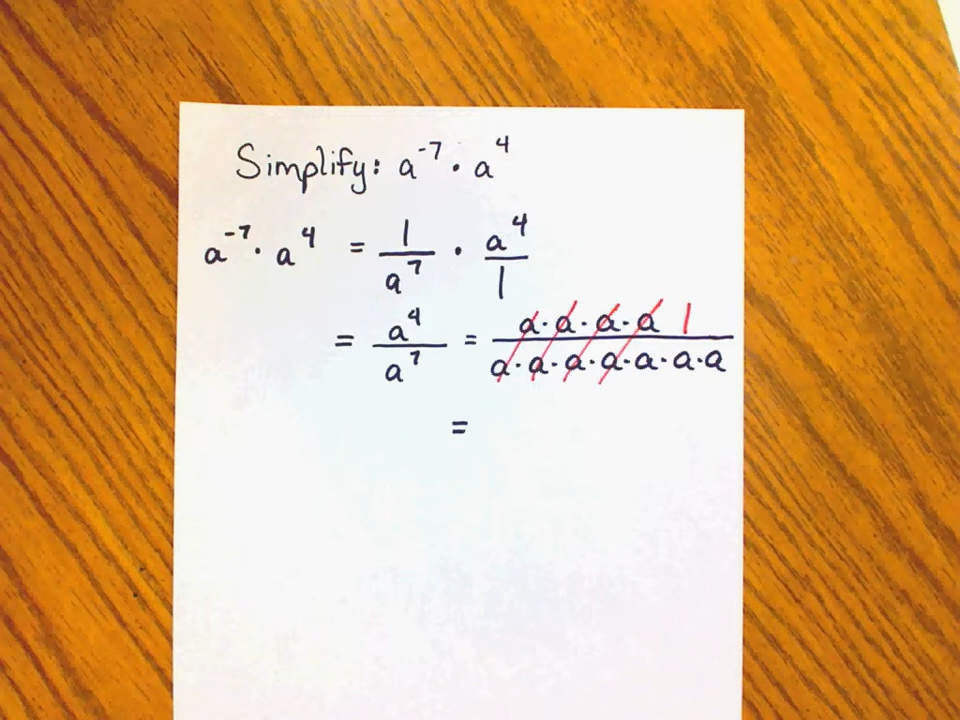 Simplify: a⁻⁷ · a⁴
a⁻⁷ · a⁴ = 1/a⁷ · a⁴/1
= a⁴/a⁷ = a·a·a·a 1/a·a·a·a·a·a·a
=